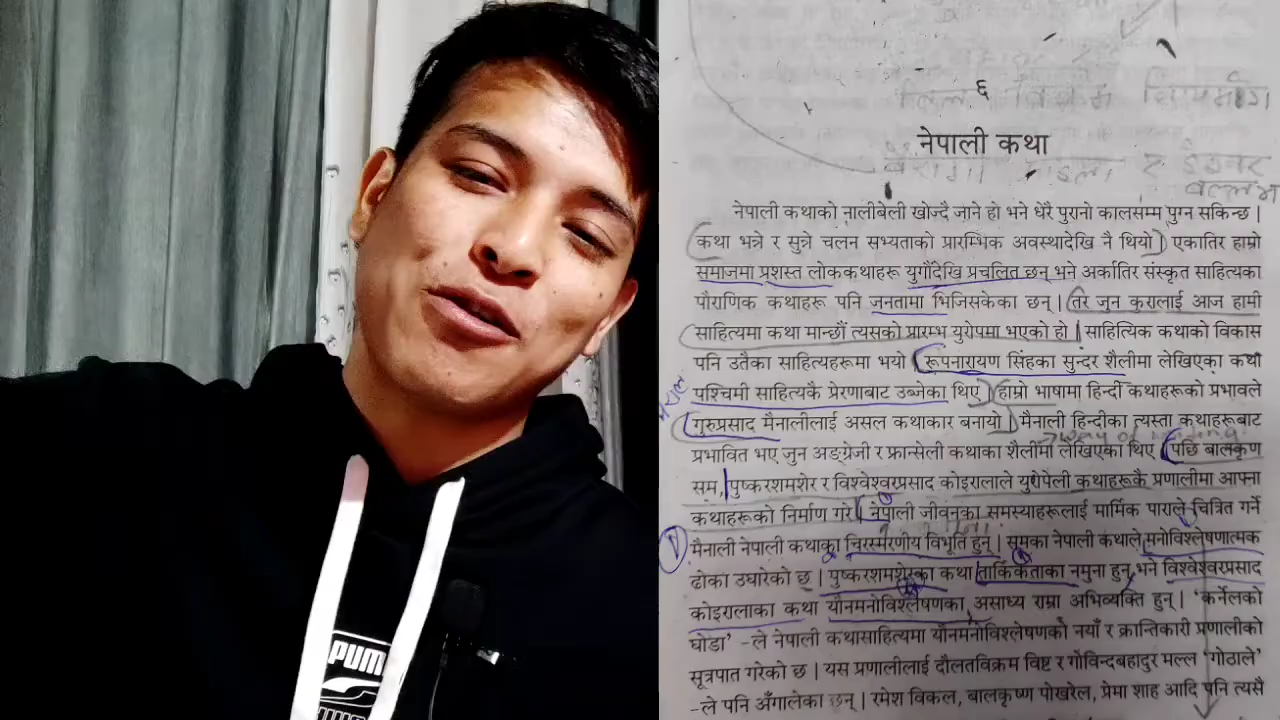 PUMA
६
नेपाली कथा
नेपाली कथाको नालीबेली खोज्दै जाने हो भने धेरै पुरानो कालसम्म पुग्न सकिन्छ |
कथा भन्ने र सुन्ने चलन सभ्यताको प्रारम्भिक अवस्थादेखि नै थियो | एकातिर हाम्रो
समाजमा प्रशस्त लोककथाहरू युगौंदेखि प्रचलित छन् भने अर्कातिर संस्कृत साहित्यका
पौराणिक कथाहरू पनि जनतामा भिजिसकेका छन् | तर जुन कुरालाई आज हामी
साहित्यमा कथा मान्छौं त्यसको प्रारम्भ युरोपमा भएको हो | साहित्यिक कथाको विकास
पनि उतैका साहित्यहरूमा भयो | रूपनारायण सिंहका सुन्दर शैलीमा लेखिएका कथा
पश्चिमी साहित्यकै प्रेरणाबाट उब्जेका थिए | हाम्रो भाषामा हिन्दी कथाहरूको प्रभावले
गुरुप्रसाद मैनालीलाई असल कथाकार बनायो | मैनाली हिन्दीका त्यस्ता कथाहरूबाट
प्रभावित भए जुन अङ्ग्रेजी र फ्रान्सेली कथाका शैलीमा लेखिएका थिए | पछि बालकृण
सम, पुष्करशमशेर र विश्वेश्वरप्रसाद कोइरालाले युरोपेली कथाहरूकै प्रणालीमा आफ्ना
कथाहरूको निर्माण गरे | नेपाली जीवनका समस्याहरूलाई मार्मिक पाराले चित्रित गर्ने
मैनाली नेपाली कथाका चिरस्मरणीय विभूति हुन् | समका नेपाली कथाले मनोविश्लेषणात्मक
ढोका उघारेको छ | पुष्करशमशेरका कथा तार्किकताका नमुना हुन् भने विश्वेश्वरप्रसाद
कोइरालाका कथा यौनमनोविश्लेषणका असाध्य राम्रा अभिव्यक्ति हुन् | 'कर्नेलको
घोडा' -ले नेपाली कथासाहित्यमा यौनमनोविश्लेषणको नयाँ र क्रान्तिकारी प्रणालीको
सूत्रपात गरेको छ | यस प्रणालीलाई दौलतविक्रम विष्ट र गोविन्दबहादुर मल्ल 'गोठाले'
-ले पनि अँगालेका छन् | रमेश विकल, बालकृष्ण पोखरेल, प्रेमा शाह आदि पनि त्यसै